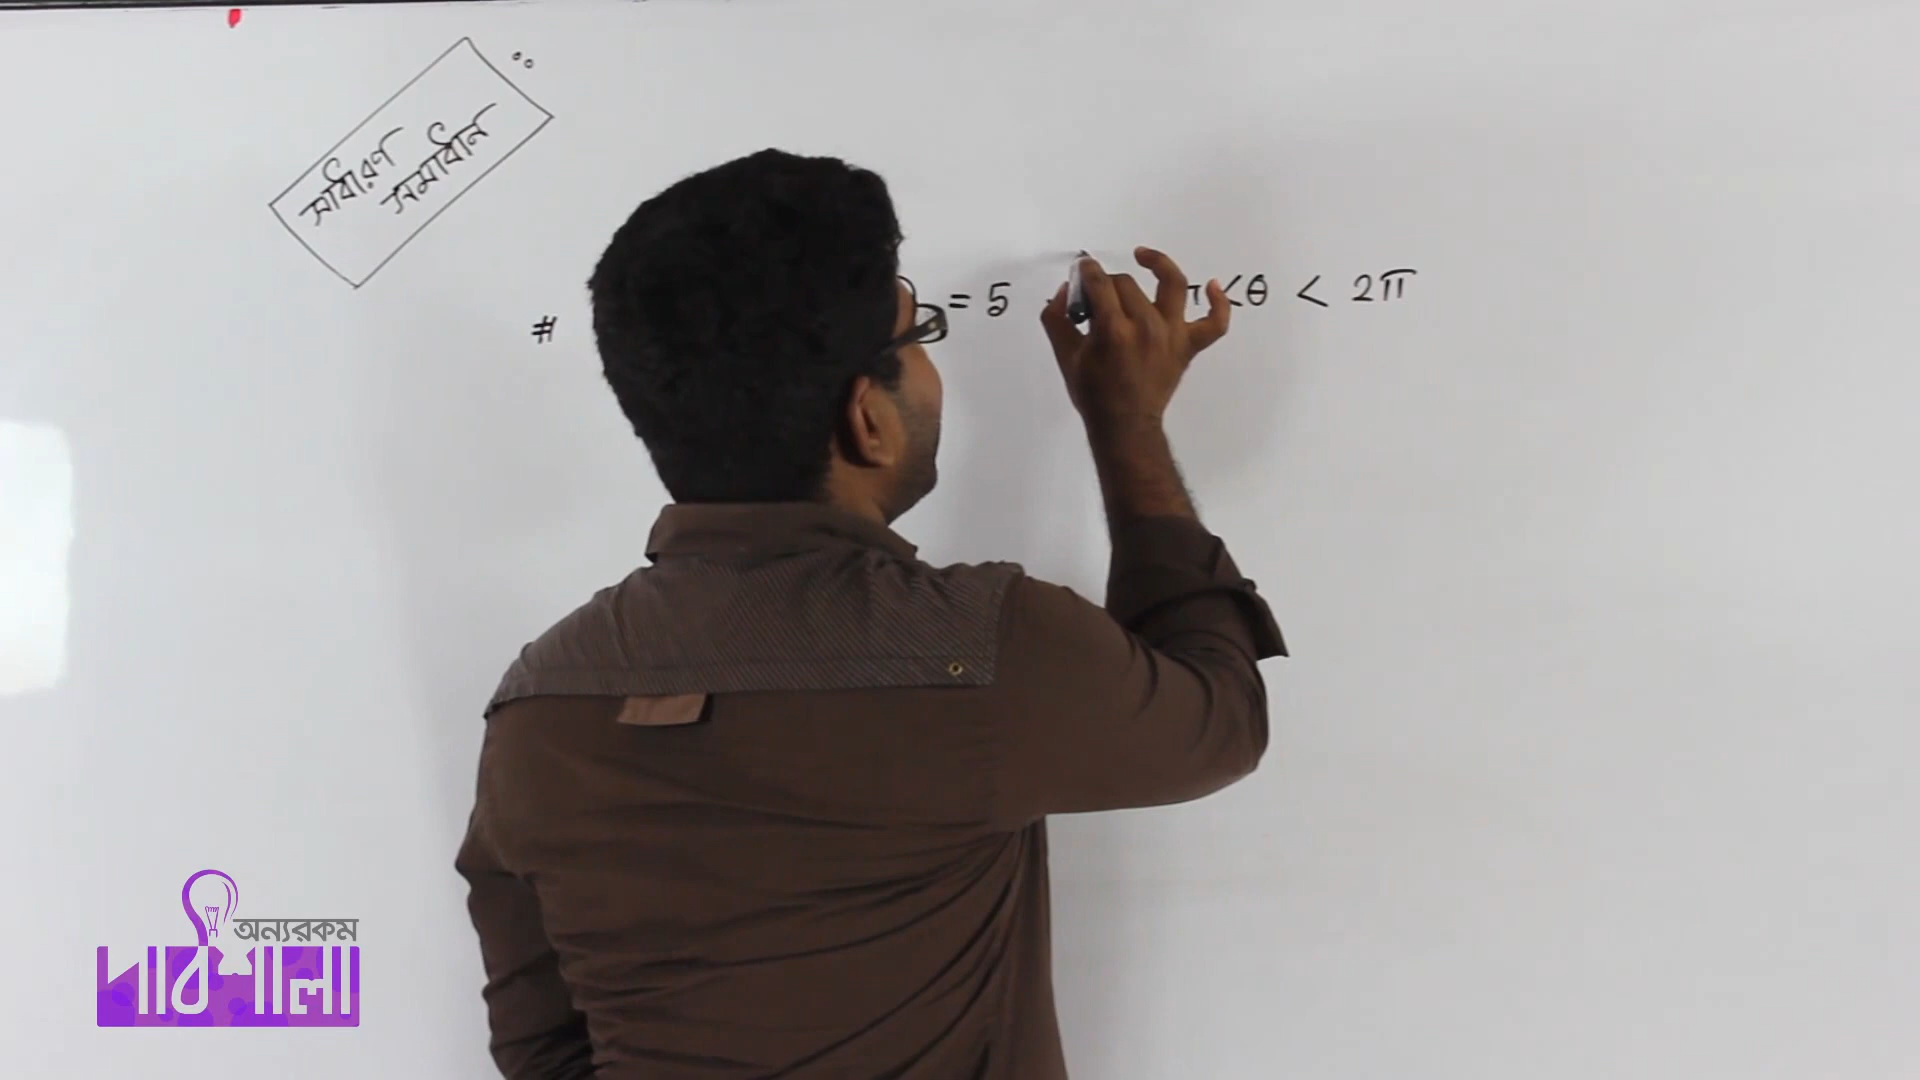 সাধারণ
সমাধান
# = 5 π < θ < 2π
অন্যরকম
পাঠশালা